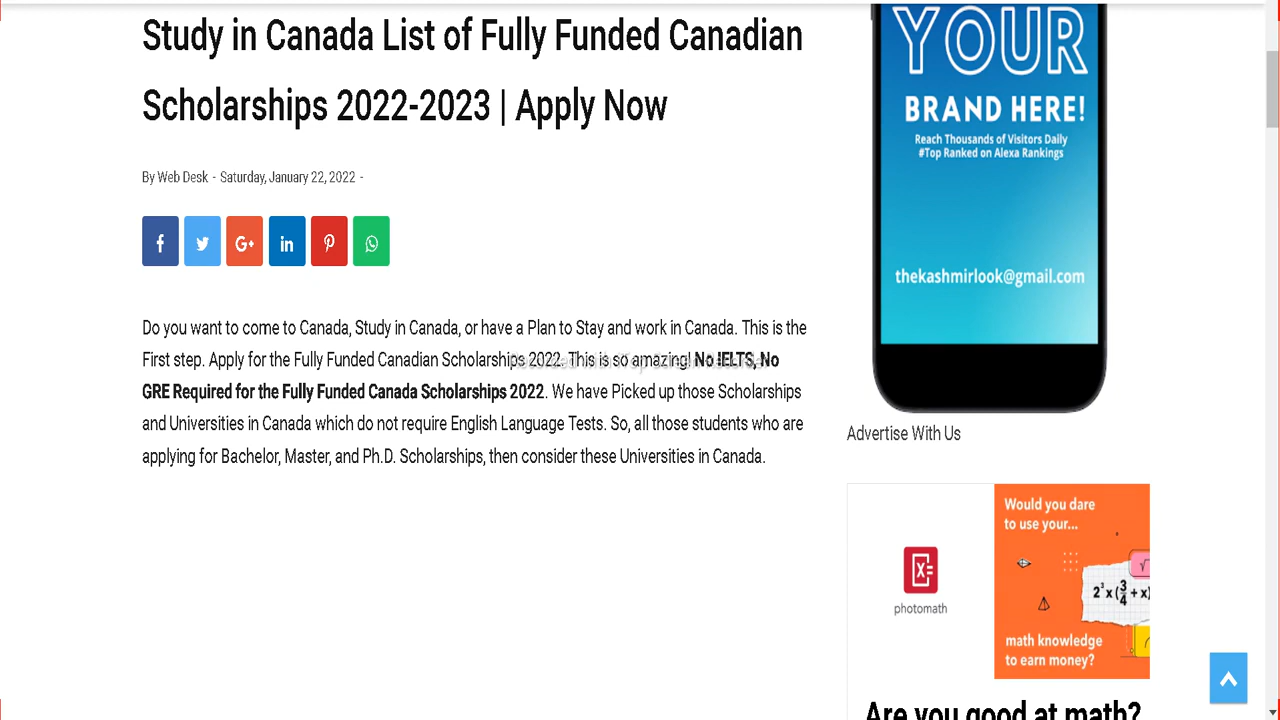 Study in Canada List of Fully Funded Canadian
Scholarships 2022-2023 | Apply Now
By Web Desk - Saturday, January 22, 2022 -
f
G+
in
Do you want to come to Canada, Study in Canada, or have a Plan to Stay and work in Canada. This is the
First step. Apply for the Fully Funded Canadian Scholarships 2022. This is so amazing! No IELTS, No
GRE Required for the Fully Funded Canada Scholarships 2022. We have Picked up those Scholarships
and Universities in Canada which do not require English Language Tests. So, all those students who are
applying for Bachelor, Master, and Ph.D. Scholarships, then consider these Universities in Canada.
YOUR
BRAND HERE!
Reach Thousands of Visitors Daily
#Top Ranked on Alexa Rankings
thekashmirlook@gmail.com
Advertise With Us
photomath
Would you dare
to use your...
2³ x (3/4 + x)
math knowledge
to earn money?
Are you good at math?